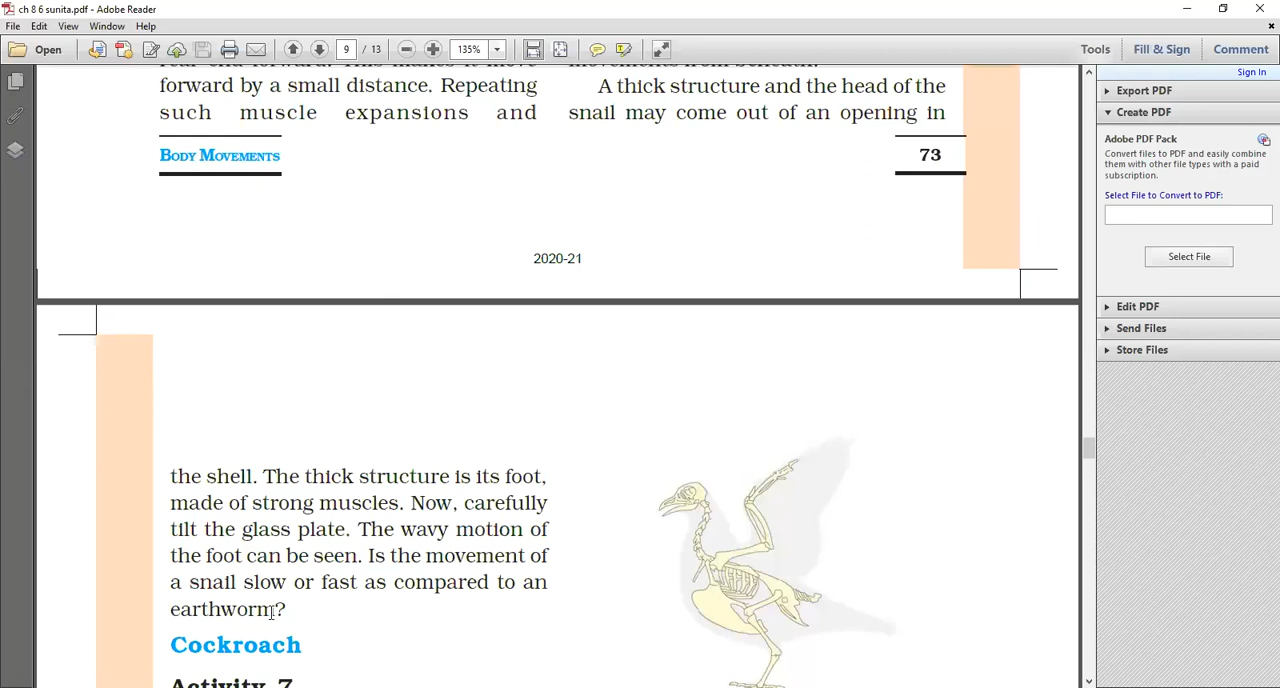 ch 8 6 sunita.pdf - Adobe Reader
File Edit View Window Help
Open 9 / 13 135% Tools Fill & Sign Comment
Sign In
Export PDF
Create PDF
Adobe PDF Pack
Convert files to PDF and easily combine
them with other file types with a paid
subscription.
Select File to Convert to PDF:
Select File
Edit PDF
Send Files
Store Files
forward by a small distance. Repeating
such muscle expansions and
A thick structure and the head of the
snail may come out of an opening in
BODY MOVEMENTS
73
2020-21
the shell. The thick structure is its foot,
made of strong muscles. Now, carefully
tilt the glass plate. The wavy motion of
the foot can be seen. Is the movement of
a snail slow or fast as compared to an
earthworm?
Cockroach
Activity 7